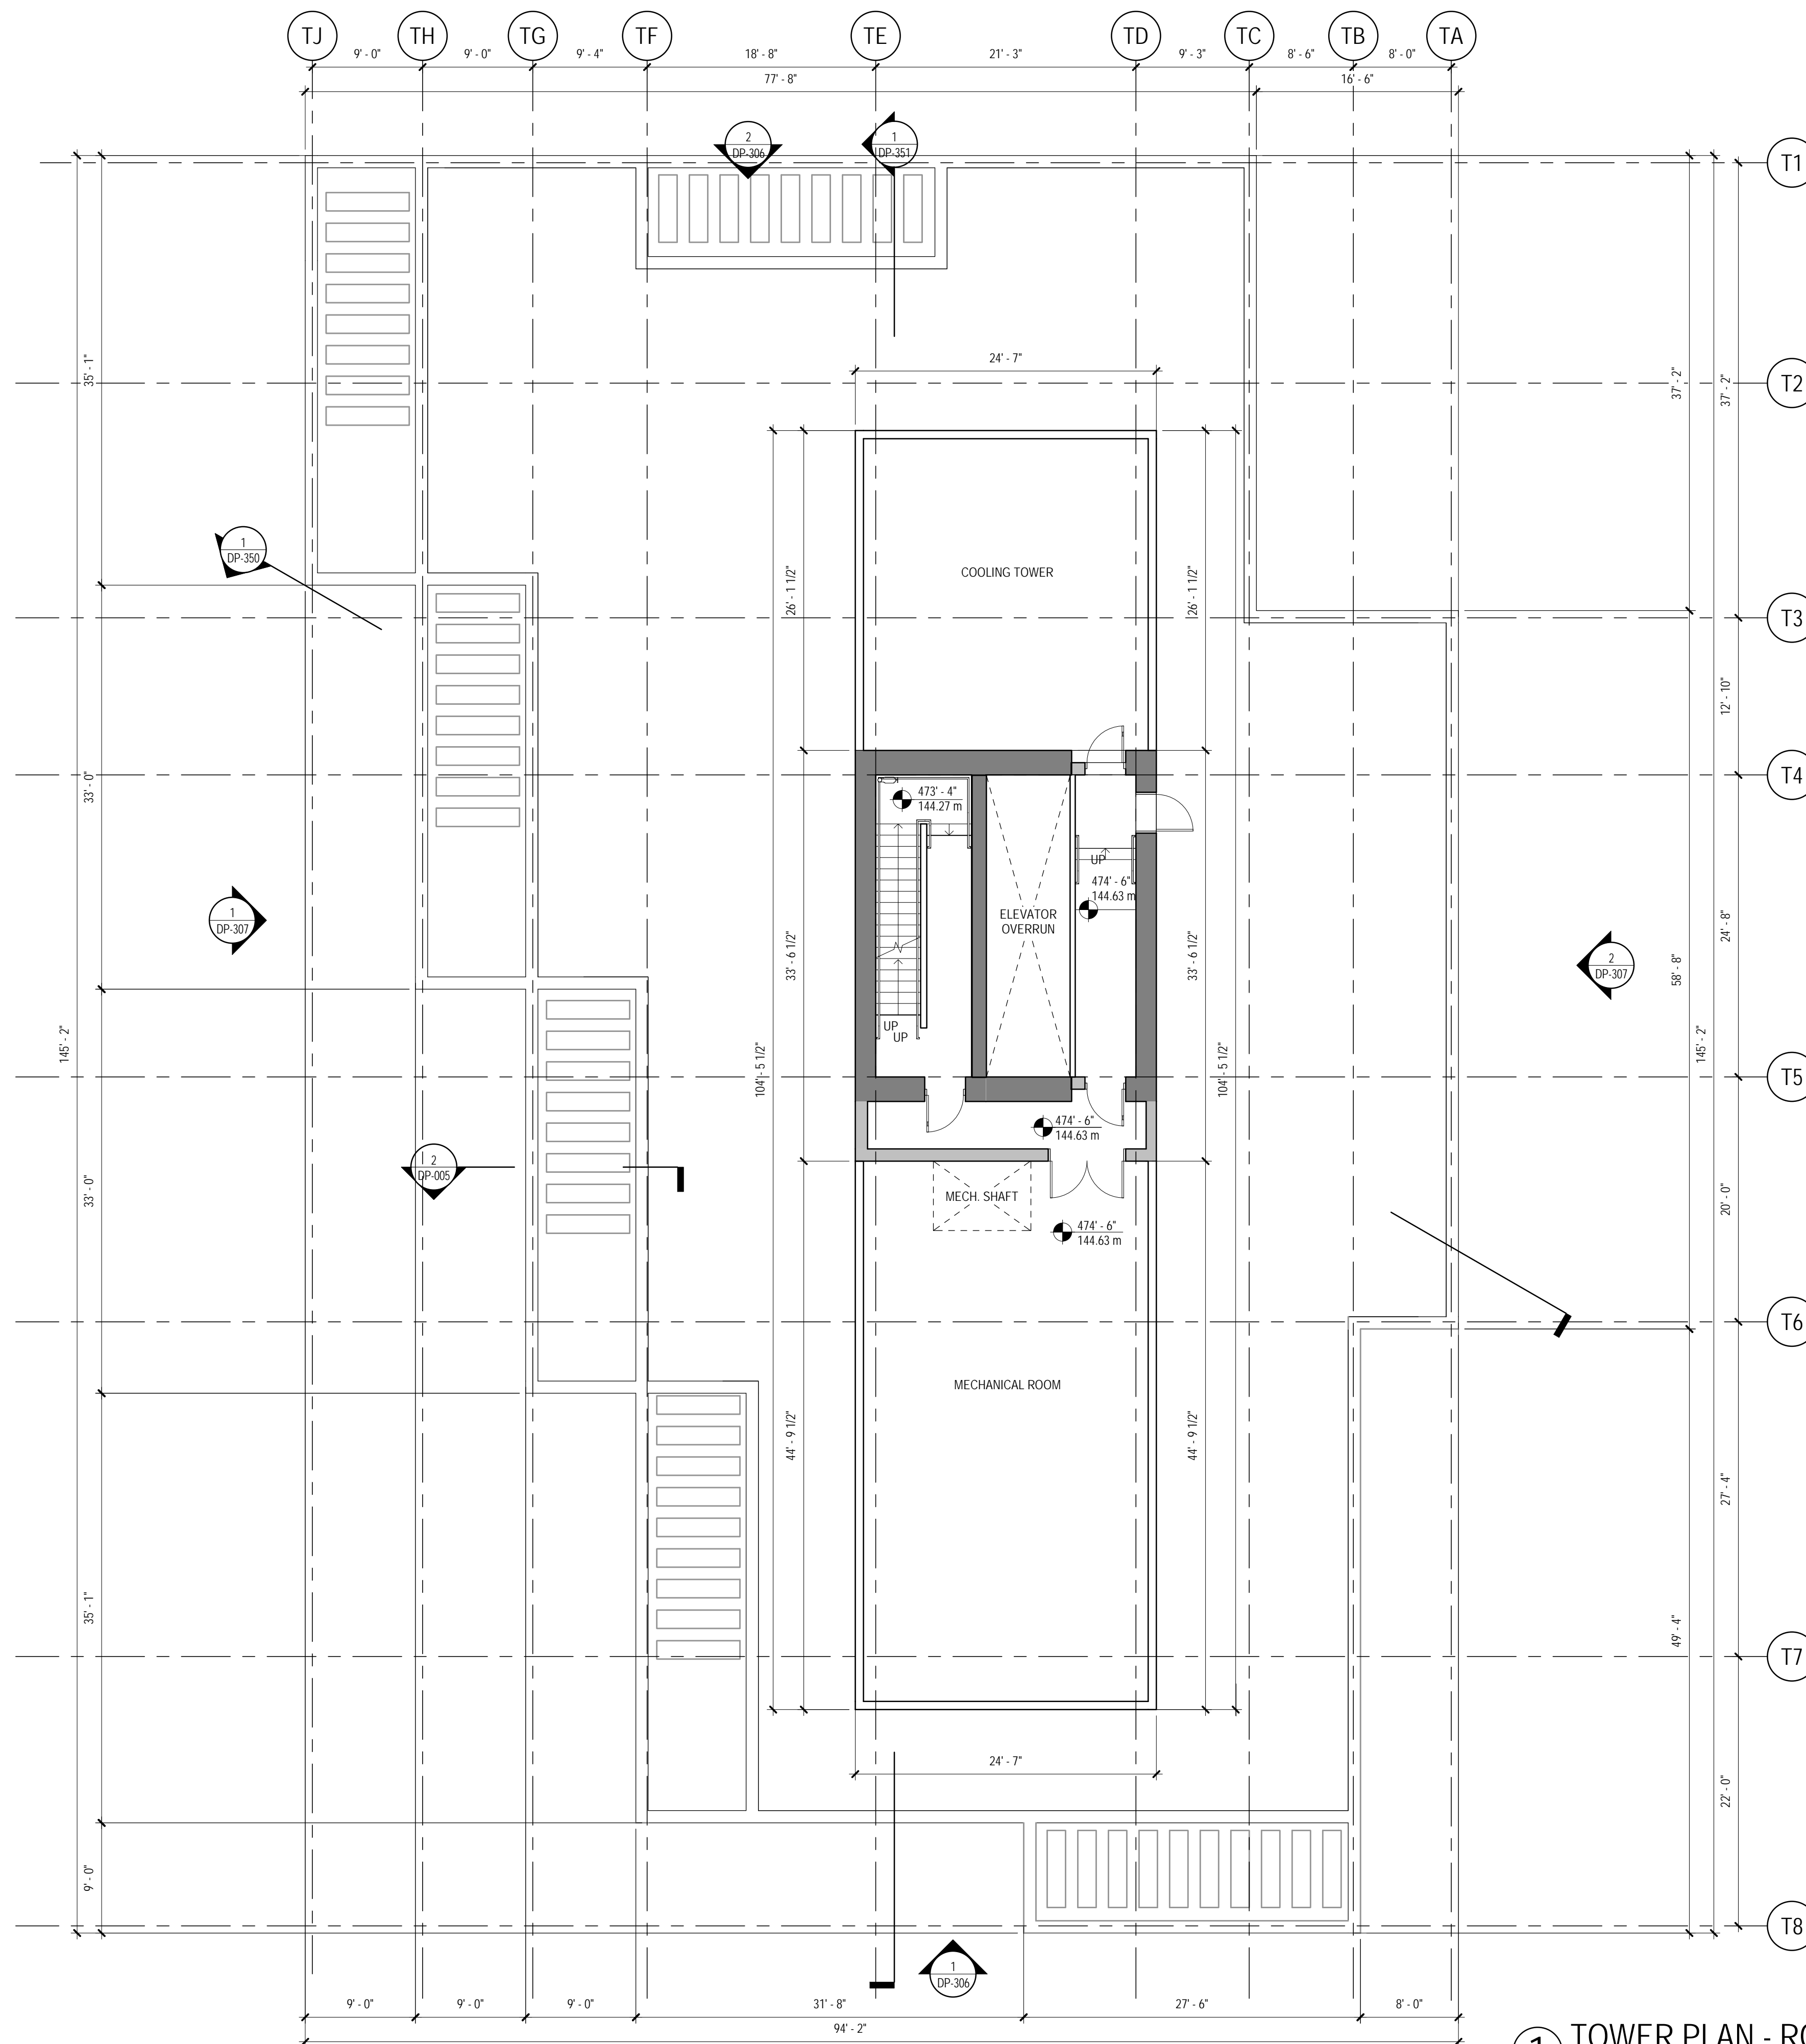 TJ TH TG TF TE TD TC TB TA
9' - 0" 9' - 0" 9' - 4" 18' - 8" 21' - 3" 9' - 3" 8' - 6" 8' - 0"
77' - 8" 16' - 6"
2
DP-306
1
DP-351
T1
35' - 1"
24' - 7"
37' - 2"
37' - 2"
T2
1
DP-350
COOLING TOWER
26' - 1 1/2"
26' - 1 1/2"
T3
12' - 10"
33' - 0"
473' - 4"
144.27 m
T4
UP
474' - 6"
144.63 m
ELEVATOR
OVERRUN
1
DP-307
33' - 6 1/2"
33' - 6 1/2"
2
DP-307
58' - 8"
24' - 8"
UP
UP
145' - 2"
104' - 5 1/2"
104' - 5 1/2"
145' - 2"
T5
474' - 6"
144.63 m
2
DP-005
33' - 0"
MECH. SHAFT
20' - 0"
474' - 6"
144.63 m
T6
MECHANICAL ROOM
44' - 9 1/2"
44' - 9 1/2"
27' - 4"
35' - 1"
49' - 4"
T7
24' - 7"
22' - 0"
9' - 0"
T8
1
DP-306
9' - 0" 9' - 0" 9' - 0" 31' - 8" 27' - 6" 8' - 0"
94' - 2"
1 TOWER PLAN -